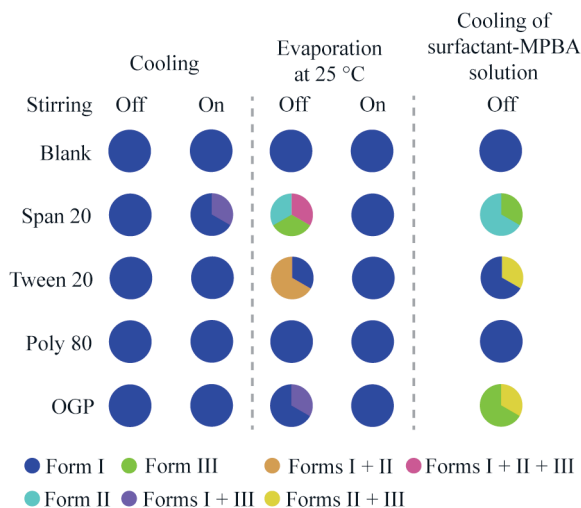 Cooling
Evaporation
at 25 °C
Cooling of
surfactant-MPBA
solution
Stirring Off On Off On Off
Blank
Span 20
Tween 20
Poly 80
OGP
Form I Form III Forms I + II Forms I + II + III
Form II Forms I + III Forms II + III